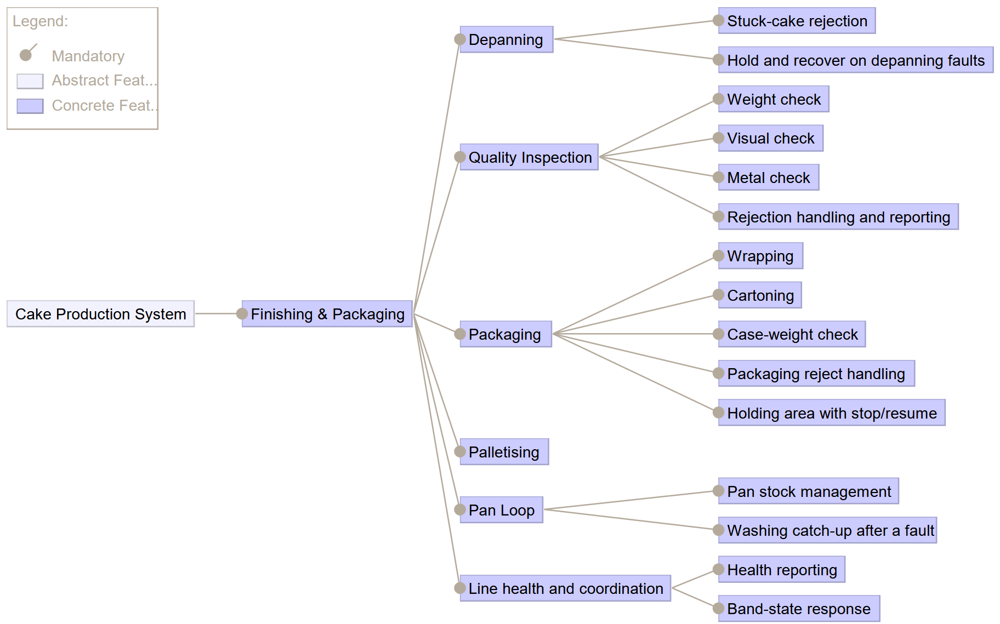 Legend:
Mandatory
Abstract Feat...
Concrete Feat..
Cake Production System
Finishing & Packaging
Depanning
Stuck-cake rejection
Hold and recover on depanning faults
Quality Inspection
Weight check
Visual check
Metal check
Rejection handling and reporting
Packaging
Wrapping
Cartoning
Case-weight check
Packaging reject handling
Holding area with stop/resume
Palletising
Pan Loop
Pan stock management
Washing catch-up after a fault
Line health and coordination
Health reporting
Band-state response